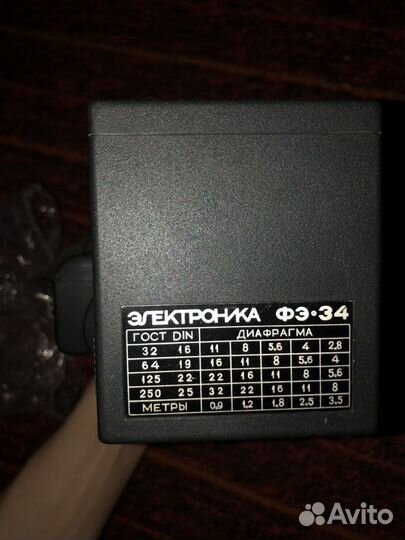 ЭЛЕКТРОНИКА ФЭ·34
ГОСТ DIN ДИАФРАГМА
32 16 11 8 5,6 4 2,8
64 19 16 11 8 5,6 4
125 22 22 16 11 8 5,6
250 25 32 22 16 11 8
МЕТРЫ 0,9 1,2 1,8 2,5 3,5
Avito